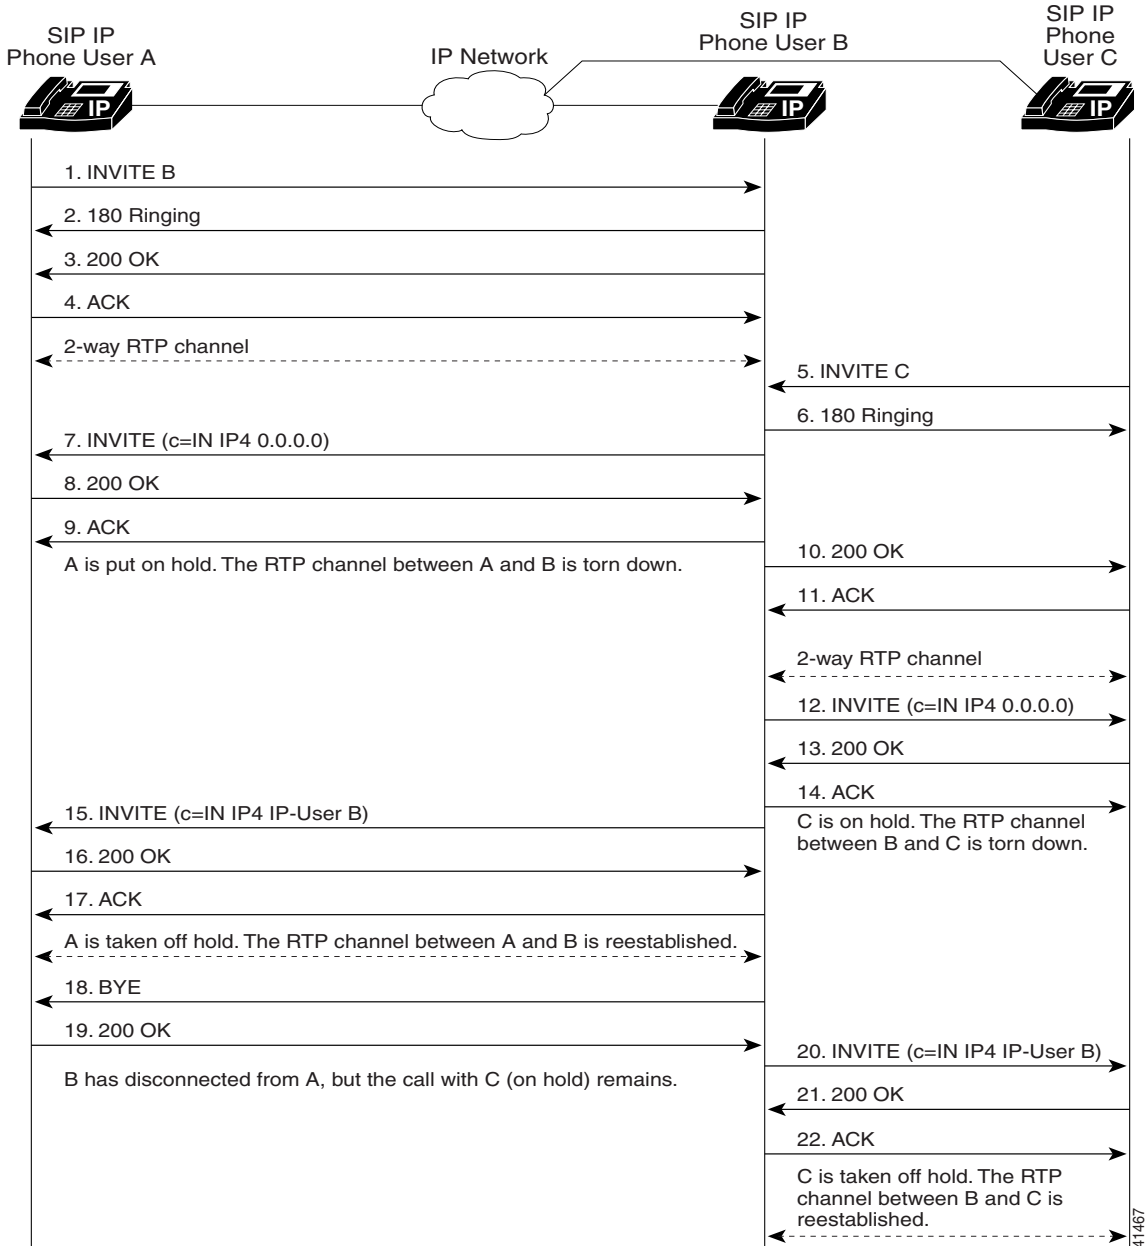 SIP IP
Phone User A
IP Network
SIP IP
Phone User B
SIP IP
Phone
User C
IP
IP
IP
1. INVITE B
2. 180 Ringing
3. 200 OK
4. ACK
2-way RTP channel
5. INVITE C
6. 180 Ringing
7. INVITE (c=IN IP4 0.0.0.0)
8. 200 OK
9. ACK
A is put on hold. The RTP channel between A and B is torn down.
10. 200 OK
11. ACK
2-way RTP channel
12. INVITE (c=IN IP4 0.0.0.0)
13. 200 OK
14. ACK
C is on hold. The RTP channel
between B and C is torn down.
15. INVITE (c=IN IP4 IP-User B)
16. 200 OK
17. ACK
A is taken off hold. The RTP channel between A and B is reestablished.
18. BYE
19. 200 OK
B has disconnected from A, but the call with C (on hold) remains.
20. INVITE (c=IN IP4 IP-User B)
21. 200 OK
22. ACK
C is taken off hold. The RTP
channel between B and C is
reestablished.
41467